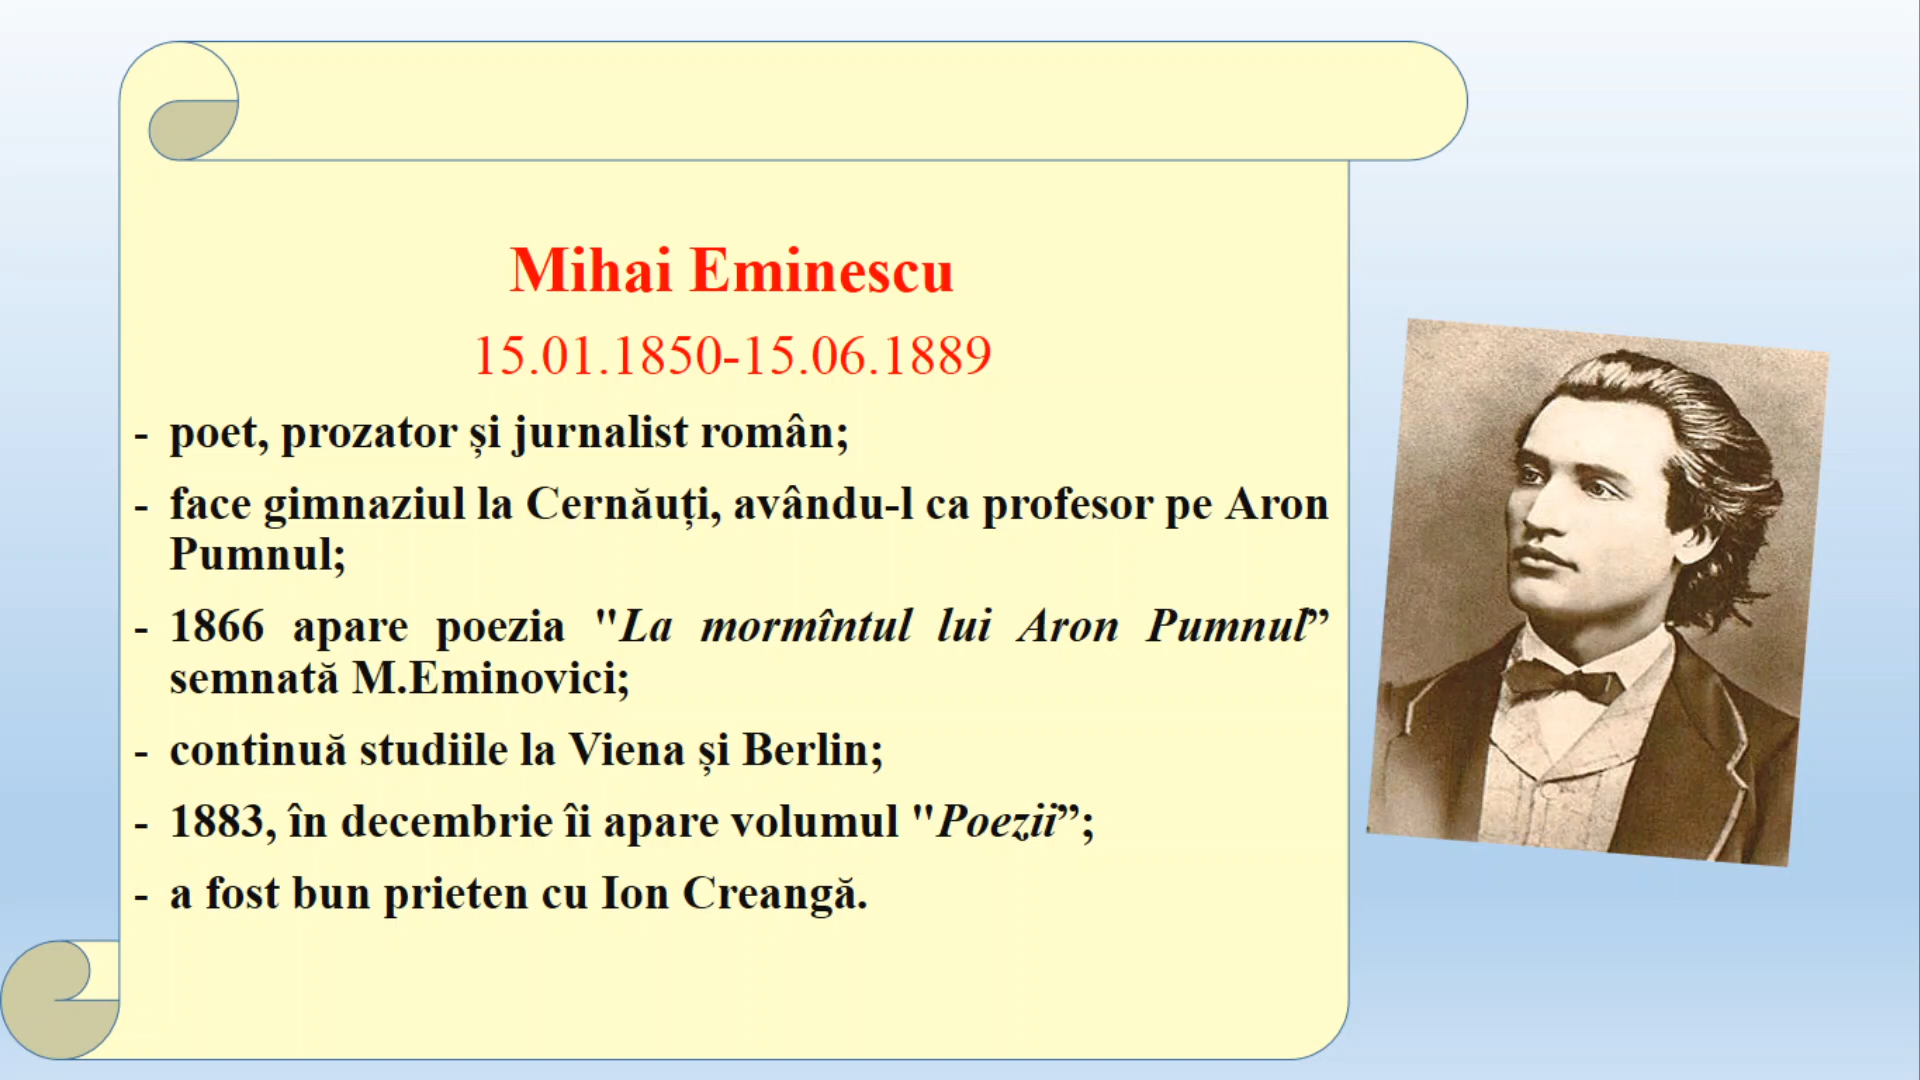 Mihai Eminescu
15.01.1850-15.06.1889
- poet, prozator și jurnalist român;
- face gimnaziul la Cernăuți, avându-l ca profesor pe Aron
Pumnul;
- 1866 apare poezia "La mormîntul lui Aron Pumnul”
semnată M.Eminovici;
- continuă studiile la Viena și Berlin;
- 1883, în decembrie îi apare volumul "Poezii”;
- a fost bun prieten cu Ion Creangă.